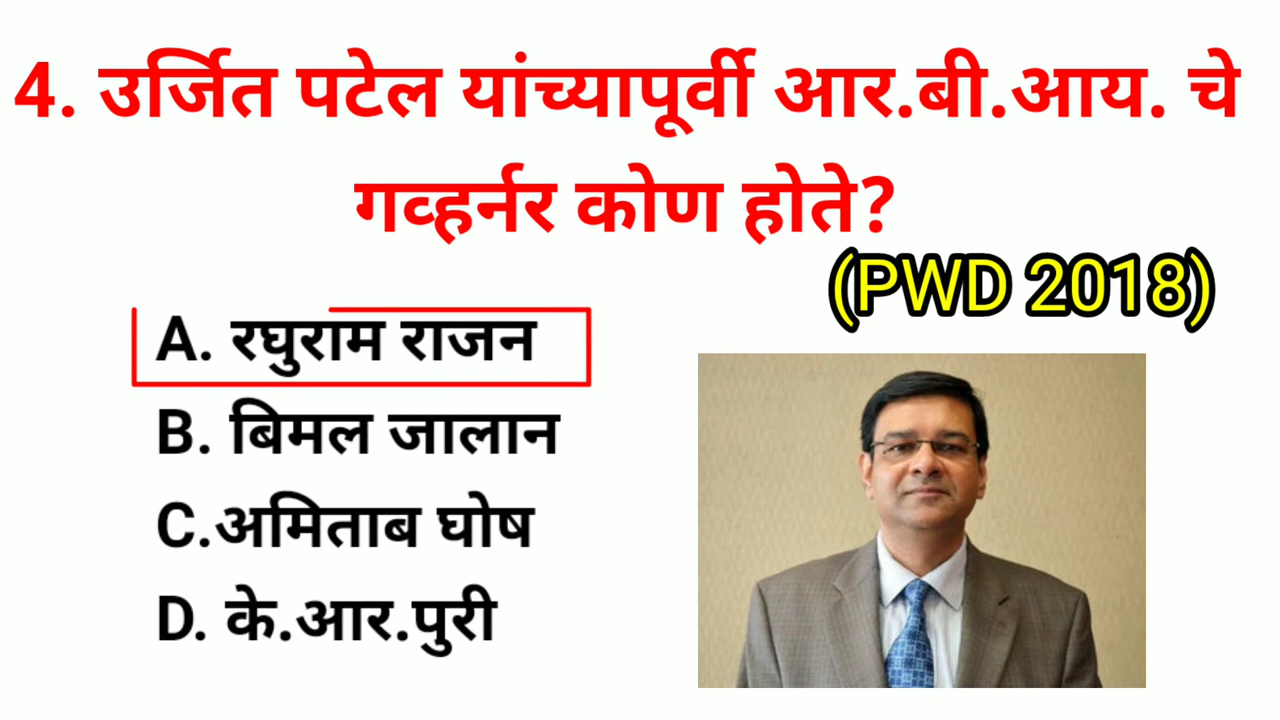 4. उर्जित पटेल यांच्यापूर्वी आर.बी.आय. चे
गव्हर्नर कोण होते?
(PWD 2018)
A. रघुराम राजन
B. बिमल जालान
C.अमिताब घोष
D. के.आर.पुरी